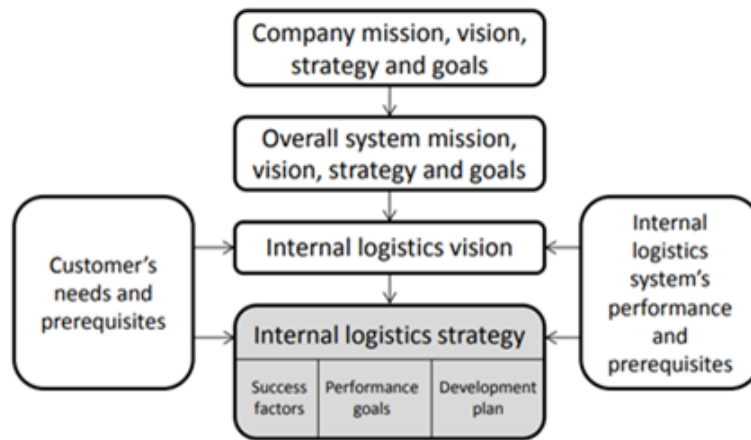 Company mission, vision,
strategy and goals
Overall system mission,
vision, strategy and goals
Customer's
needs and
prerequisites
Internal logistics vision
Internal
logistics
system's
performance
and
prerequisites
Internal logistics strategy
Success
factors
Performance
goals
Development
plan